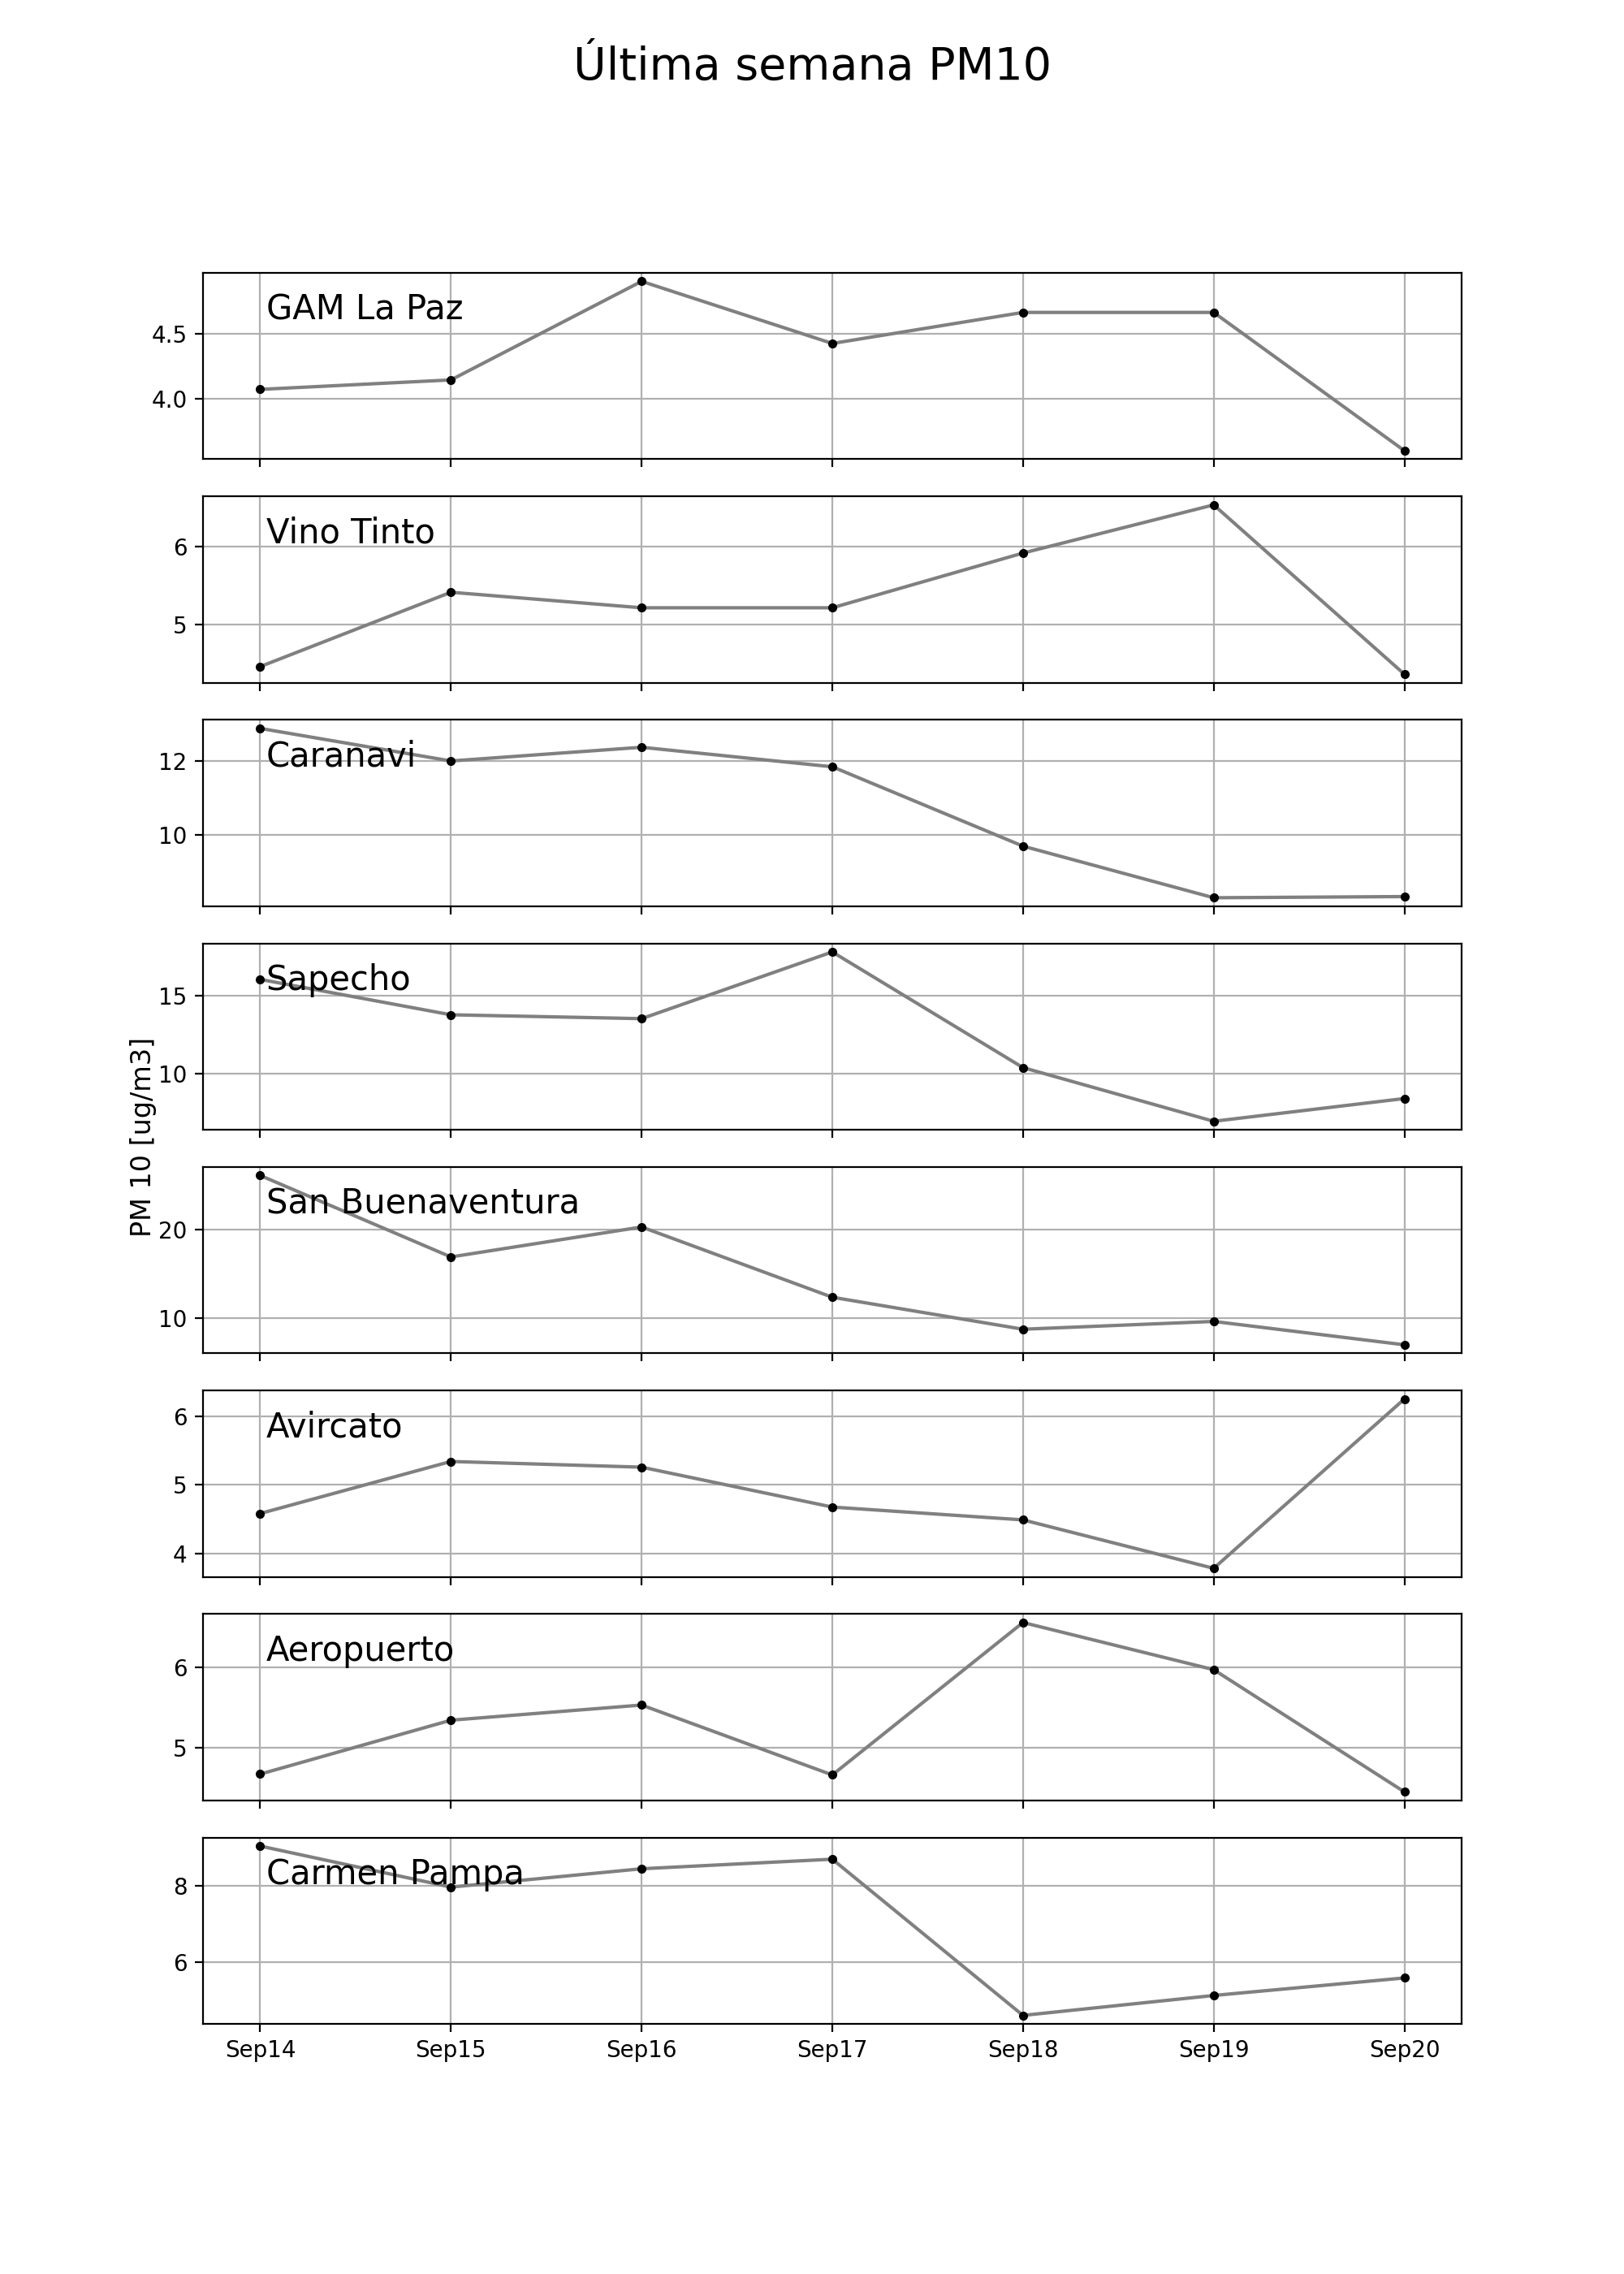 Última semana PM10
GAM La Paz
4.5
4.0
Vino Tinto
6
5
Caranavi
12
10
Sapecho
15
10
PM 10 [ug/m3]
San Buenaventura
20
10
Avircato
6
5
4
Aeropuerto
6
5
Carmen Pampa
8
6
Sep14 Sep15 Sep16 Sep17 Sep18 Sep19 Sep20